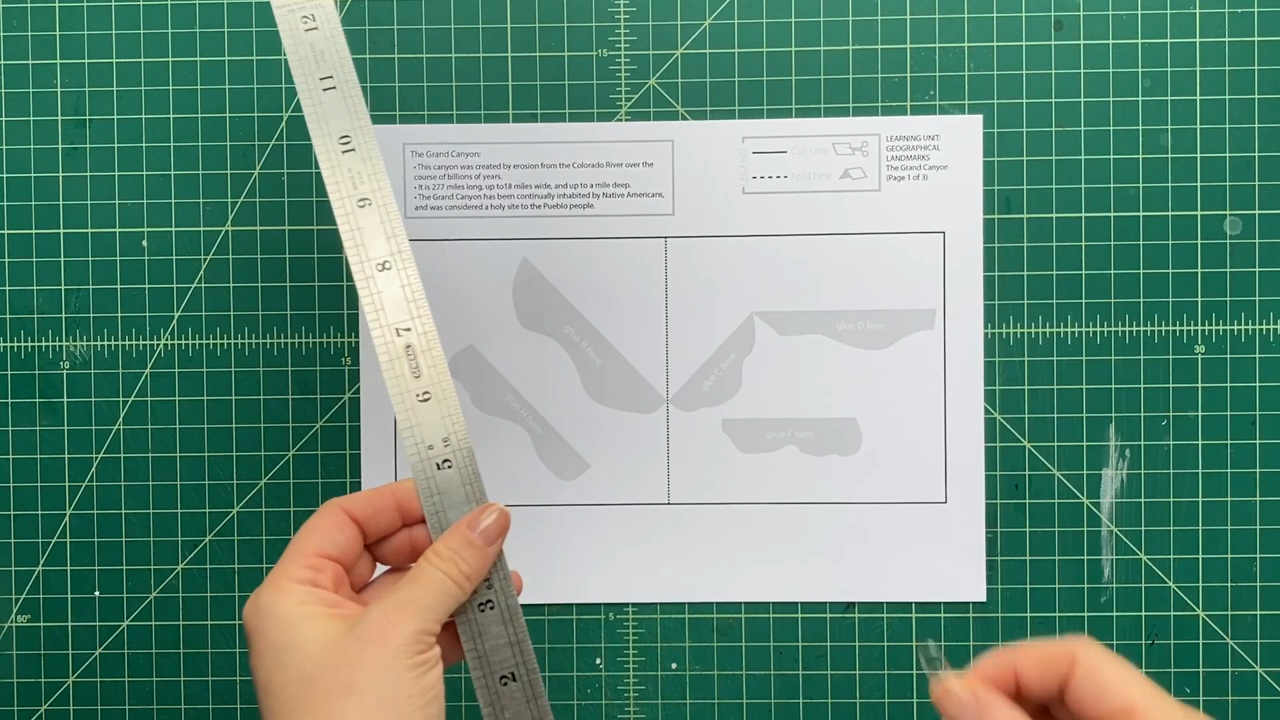 12
11
10
9
8
7
6
5
3
2
15
10
15
30
5
60°
The Grand Canyon:
• This canyon was created by erosion from the Colorado River over the
course of billions of years.
• It is 277 miles long, up to18 miles wide, and up to a mile deep.
• The Grand Canyon has been continually inhabited by Native Americans,
and was considered a holy site to the Pueblo people.
Cut Line
Fold Line
LEARNING UNIT:
GEOGRAPHICAL
LANDMARKS
The Grand Canyon
(Page 1 of 3)
glue B here
glue H here
glue C here
glue D here
glue F here